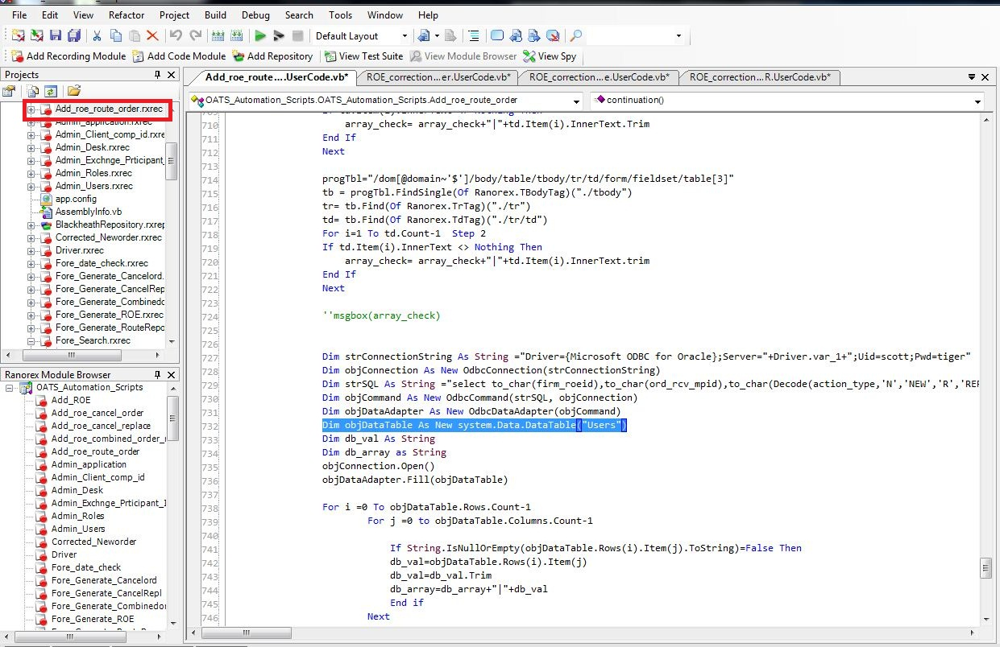 File Edit View Refactor Project Build Debug Search Tools Window Help
Default Layout
Add Recording Module Add Code Module Add Repository View Test Suite View Module Browser View Spy
Projects
Add_roe_route_order.rxrec
Admin_application.rxrec
Admin_Client_comp_id.rxre
Admin_Desk.rxrec
Admin_Exchnge_Prticipant_
Admin_Roles.rxrec
Admin_Users.rxrec
app.config
AssemblyInfo.vb
BlackheathRepository.rxrep
Corrected_Neworder.rxrec
Driver.rxrec
Fore_date_check.rxrec
Fore_Generate_Cancelord.
Fore_Generate_CancelRep
Fore_Generate_Combinedo
Fore_Generate_ROE.rxrec
Fore_Generate_RouteRepo
Fore_Search.rxrec
Ranorex Module Browser
OATS_Automation_Scripts
Add_ROE
Add_roe_cancel_order
Add_roe_cancel_replace
Add_roe_combined_order_r
Add_roe_route_order
Admin_application
Admin_Client_comp_id
Admin_Desk
Admin_Exchnge_Prticipant_I
Admin_Roles
Admin_Users
Corrected_Neworder
Driver
Fore_date_check
Fore_Generate_Cancelord
Fore_Generate_CancelRepl
Fore_Generate_Combinedor
Fore_Generate_ROE
Add_roe_route ....UserCode.vb* ROE_correction...er.UserCode.vb* ROE_correction...e.UserCode.vb* ROE_correction...R.UserCode.vb*
OATS_Automation_Scripts.OATS_Automation_Scripts.Add_roe_route_order continuation()
710 array_check= array_check+"|"+td.Item(i).InnerText.Trim
711 End If
712 Next
713
714 progTbl="/dom[@domain~'$']/body/table/tbody/tr/td/form/fieldset/table[3]"
715 tb = progTbl.FindSingle(Of Ranorex.TBodyTag)("./tbody")
716 tr= tb.Find(Of Ranorex.TrTag)("./tr")
717 td= tb.Find(Of Ranorex.TdTag)("./tr/td")
718 For i=1 To td.Count-1  Step 2
719 If td.Item(i).InnerText <> Nothing Then
720 array_check= array_check+"|"+td.Item(i).InnerText.trim
721 End If
722 Next
723
724 ''msgbox(array_check)
725
726
727 Dim strConnectionString As String ="Driver={Microsoft ODBC for Oracle};Server="+Driver.var_1+";Uid=scott;Pwd=tiger"
728 Dim objConnection As New OdbcConnection(strConnectionString)
729 Dim strSQL As String ="select to_char(firm_roeid),to_char(ord_rcv_mpid),to_char(Decode(action_type,'N','NEW','R','REP
730 Dim objCommand As New OdbcCommand(strSQL, objConnection)
731 Dim objDataAdapter As New OdbcDataAdapter(objCommand)
732 Dim objDataTable As New system.Data.DataTable("Users")
733 Dim db_val As String
734 Dim db_array as String
735 objConnection.Open()
736 objDataAdapter.Fill(objDataTable)
737
738 For i =0 To objDataTable.Rows.Count-1
739 For j =0 to objDataTable.Columns.Count-1
740
741 If String.IsNullOrEmpty(objDataTable.Rows(i).Item(j).ToString)=False Then
742 db_val=objDataTable.Rows(i).Item(j)
743 db_val=db_val.Trim
744 db_array=db_array+"|"+db_val
745 End if
746 Next